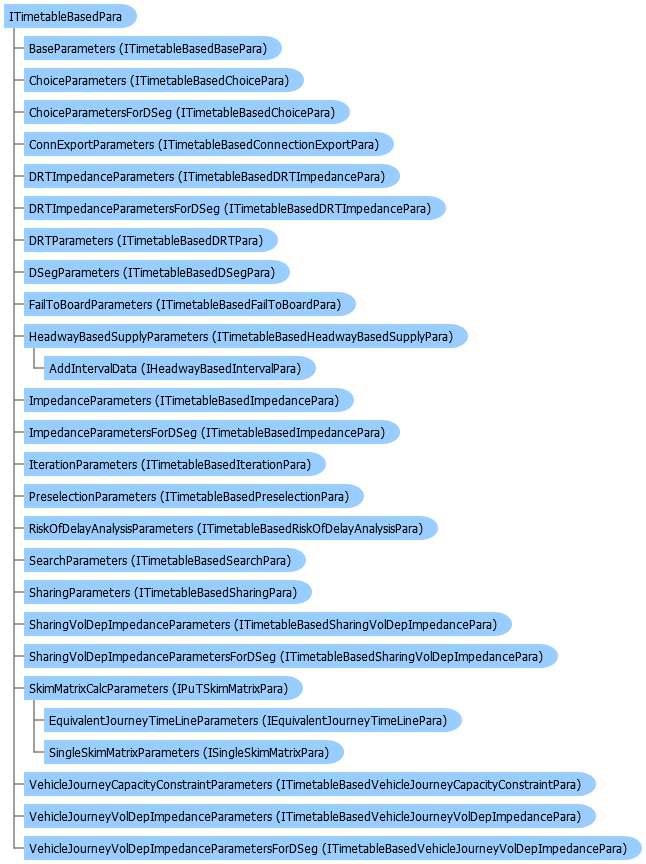 ITimetableBasedPara
BaseParameters (ITimetableBasedBasePara)
ChoiceParameters (ITimetableBasedChoicePara)
ChoiceParametersForDSeg (ITimetableBasedChoicePara)
ConnExportParameters (ITimetableBasedConnectionExportPara)
DRTImpedanceParameters (ITimetableBasedDRTImpedancePara)
DRTImpedanceParametersForDSeg (ITimetableBasedDRTImpedancePara)
DRTParameters (ITimetableBasedDRTPara)
DSegParameters (ITimetableBasedDSegPara)
FailToBoardParameters (ITimetableBasedFailToBoardPara)
HeadwayBasedSupplyParameters (ITimetableBasedHeadwayBasedSupplyPara)
AddIntervalData (IHeadwayBasedIntervalPara)
ImpedanceParameters (ITimetableBasedImpedancePara)
ImpedanceParametersForDSeg (ITimetableBasedImpedancePara)
IterationParameters (ITimetableBasedIterationPara)
PreselectionParameters (ITimetableBasedPreselectionPara)
RiskOfDelayAnalysisParameters (ITimetableBasedRiskOfDelayAnalysisPara)
SearchParameters (ITimetableBasedSearchPara)
SharingParameters (ITimetableBasedSharingPara)
SharingVolDepImpedanceParameters (ITimetableBasedSharingVolDepImpedancePara)
SharingVolDepImpedanceParametersForDSeg (ITimetableBasedSharingVolDepImpedancePara)
SkimMatrixCalcParameters (IPuTSkimMatrixPara)
EquivalentJourneyTimeLineParameters (IEquivalentJourneyTimeLinePara)
SingleSkimMatrixParameters (ISingleSkimMatrixPara)
VehicleJourneyCapacityConstraintParameters (ITimetableBasedVehicleJourneyCapacityConstraintPara)
VehicleJourneyVolDepImpedanceParameters (ITimetableBasedVehicleJourneyVolDepImpedancePara)
VehicleJourneyVolDepImpedanceParametersForDSeg (ITimetableBasedVehicleJourneyVolDepImpedancePara)